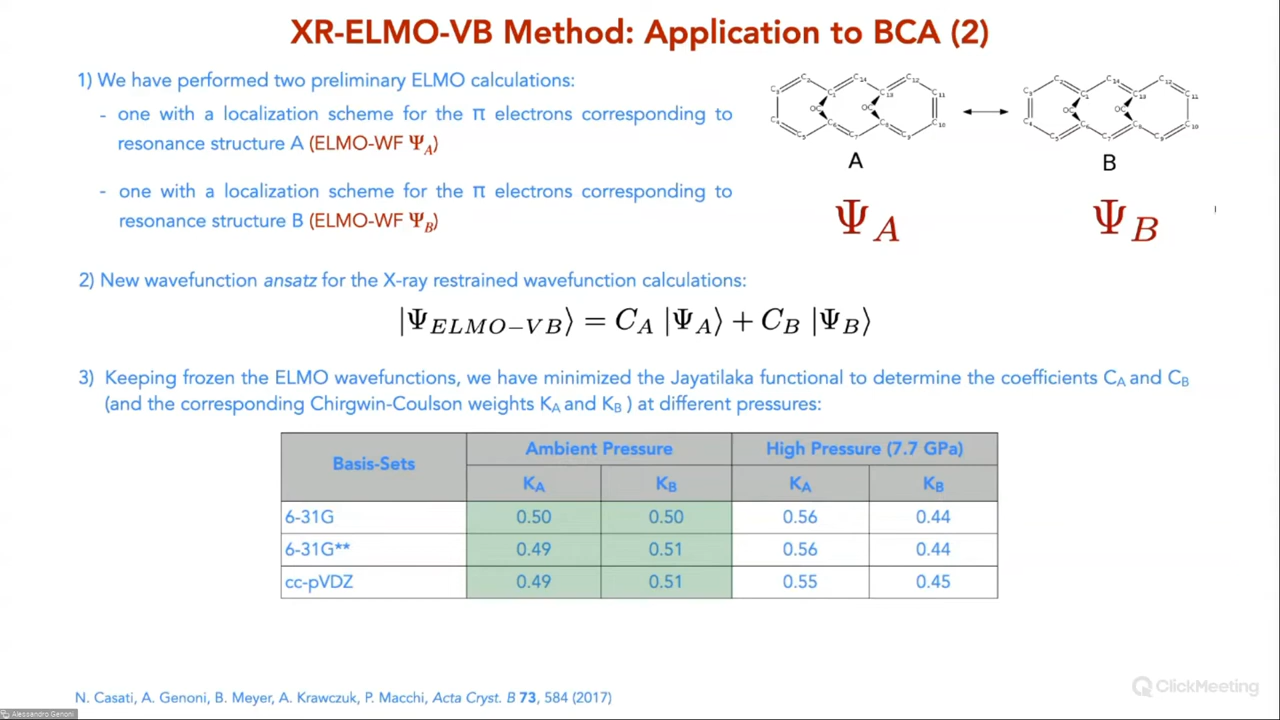 XR-ELMO-VB Method: Application to BCA (2)
1) We have performed two preliminary ELMO calculations:
- one with a localization scheme for the π electrons corresponding to
resonance structure A (ELMO-WF Ψ_A)
- one with a localization scheme for the π electrons corresponding to
resonance structure B (ELMO-WF Ψ_B)
A
B
Ψ_A
Ψ_B
2) New wavefunction ansatz for the X-ray restrained wavefunction calculations:
|Ψ_ELMO−VB⟩ = C_A |Ψ_A⟩ + C_B |Ψ_B⟩
3) Keeping frozen the ELMO wavefunctions, we have minimized the Jayatilaka functional to determine the coefficients C_A and C_B
(and the corresponding Chirgwin-Coulson weights K_A and K_B ) at different pressures:
Basis-Sets Ambient Pressure High Pressure (7.7 GPa)
K_A K_B K_A K_B
6-31G 0.50 0.50 0.56 0.44
6-31G** 0.49 0.51 0.56 0.44
cc-pVDZ 0.49 0.51 0.55 0.45
N. Casati, A. Genoni, B. Meyer, A. Krawczuk, P. Macchi, Acta Cryst. B 73, 584 (2017)
ClickMeeting
Alessandro Genoni